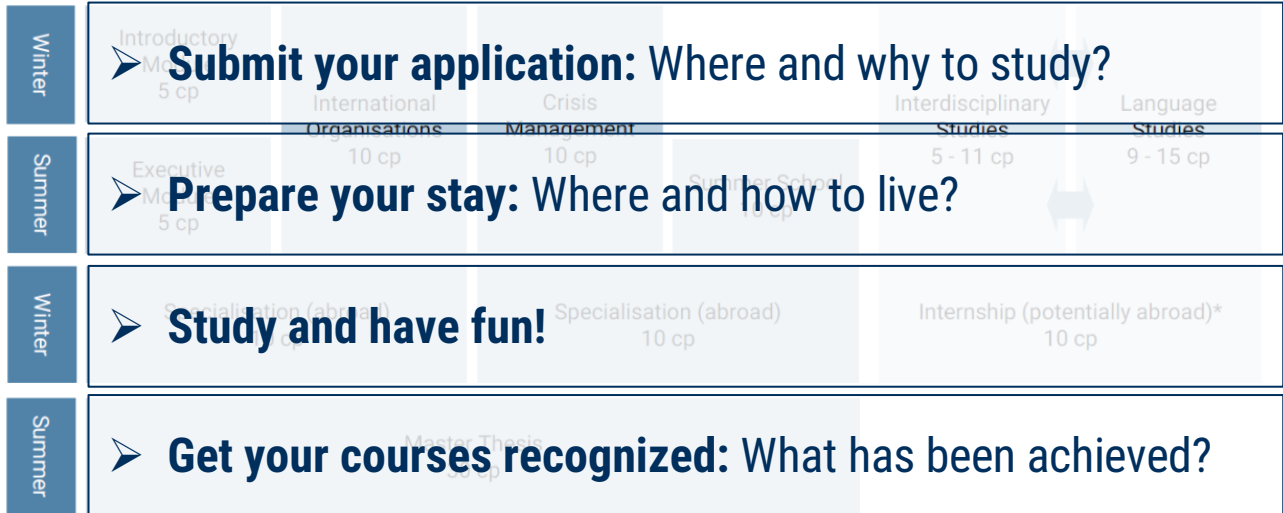 Winter
Introductory
Module
5 cp
➢ Submit your application: Where and why to study?
International
Organisations
10 cp
Crisis
Management
10 cp
Interdisciplinary
Studies
5 - 11 cp
Language
Studies
9 - 15 cp
Summer
Executive
Module
5 cp
➢ Prepare your stay: Where and how to live?
Summer School
10 cp
Winter
Specialisation (abroad)
10 cp
➢ Study and have fun!
Specialisation (abroad)
10 cp
Internship (potentially abroad)*
10 cp
Summer
➢ Get your courses recognized: What has been achieved?
Master Thesis
30 cp